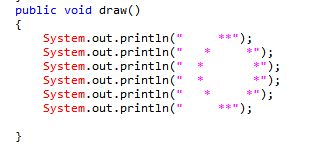 public void draw()
{
    System.out.println("     **");
    System.out.println("   *     *");
    System.out.println("  *       *");
    System.out.println("  *       *");
    System.out.println("   *     *");
    System.out.println("     **");

}